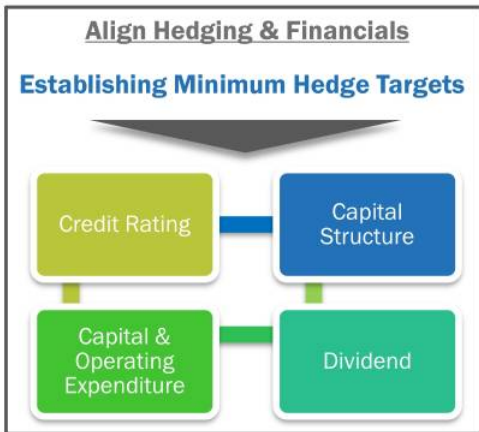 Align Hedging & Financials
Establishing Minimum Hedge Targets
Credit Rating
Capital
Structure
Capital &
Operating
Expenditure
Dividend